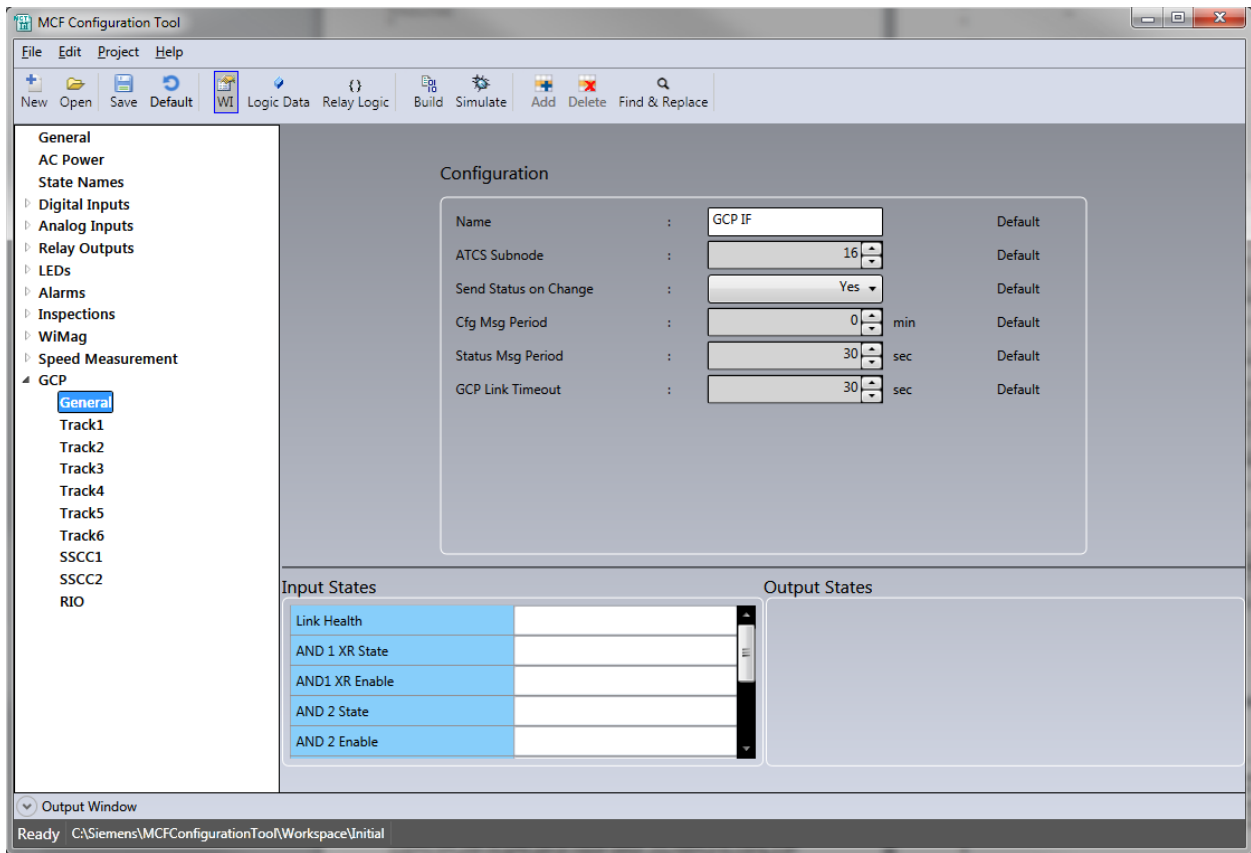 MCF Configuration Tool
File Edit Project Help
New Open Save Default WI Logic Data Relay Logic Build Simulate Add Delete Find & Replace
General
AC Power
State Names
Digital Inputs
Analog Inputs
Relay Outputs
LEDs
Alarms
Inspections
WiMag
Speed Measurement
GCP
General
Track1
Track2
Track3
Track4
Track5
Track6
SSCC1
SSCC2
RIO
Configuration
Name : GCP IF Default
ATCS Subnode : 16 Default
Send Status on Change : Yes Default
Cfg Msg Period : 0 min Default
Status Msg Period : 30 sec Default
GCP Link Timeout : 30 sec Default
Input States
Link Health
AND 1 XR State
AND1 XR Enable
AND 2 State
AND 2 Enable
Output States
Output Window
Ready C:\Siemens\MCFConfigurationTool\Workspace\Initial